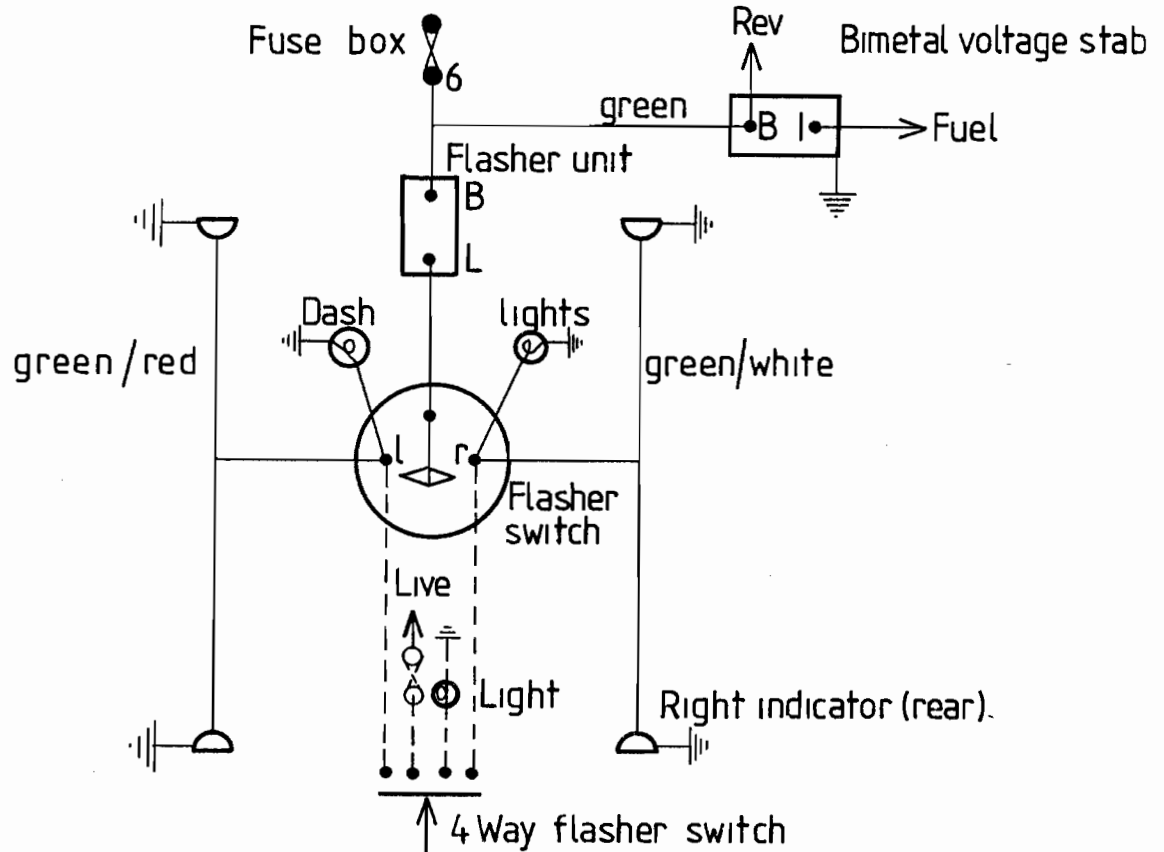 Rev
Bimetal voltage stab
Fuse box
6
green
B I
Fuel
Flasher unit
B
L
Dash
lights
green/red
green/white
l r
Flasher
switch
Live
Light
Right indicator (rear).
4 Way flasher switch